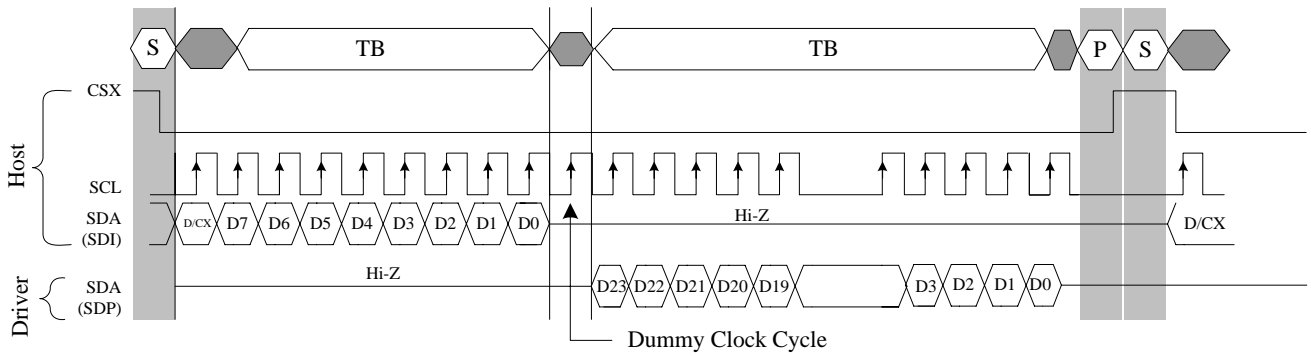 S TB TB P S
CSX
Host
SCL
SDA
(SDI)
D/CX D7 D6 D5 D4 D3 D2 D1 D0 Hi-Z D/CX
Driver
SDA
(SDP)
Hi-Z D23 D22 D21 D20 D19 D3 D2 D1 D0
Dummy Clock Cycle